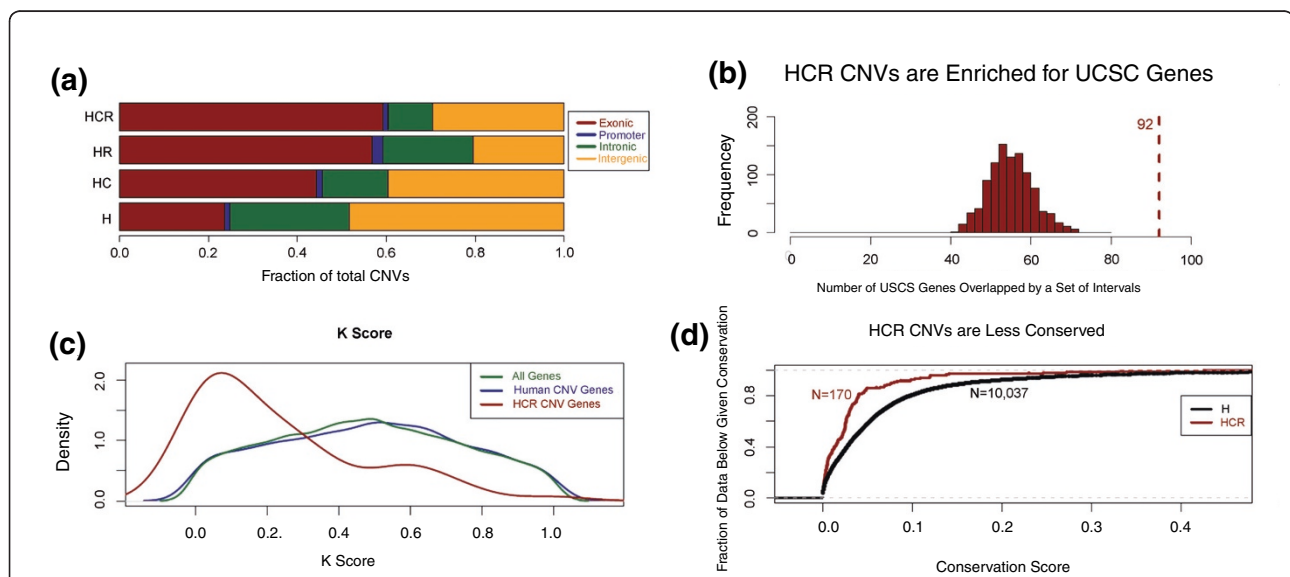 (a)
HCR
HR
HC
H
0.0 0.2 0.4 0.6 0.8 1.0
Fraction of total CNVs
Exonic
Promoter
Intronic
Intergenic
(b)
HCR CNVs are Enriched for UCSC Genes
Frequencey
200
100
0
92
0 20 40 60 80 100
Number of USCS Genes Overlapped by a Set of Intervals
(c)
K Score
Density
2.0
1.0
0.0
All Genes
Human CNV Genes
HCR CNV Genes
0.0 0.2. 0.4 0.6 0.8 1.0
K Score
(d)
HCR CNVs are Less Conserved
Fraction of Data Below Given Conservation
0.8
0.4
0.0
N=170
N=10,037
H
HCR
0.0 0.1 0.2 0.3 0.4
Conservation Score